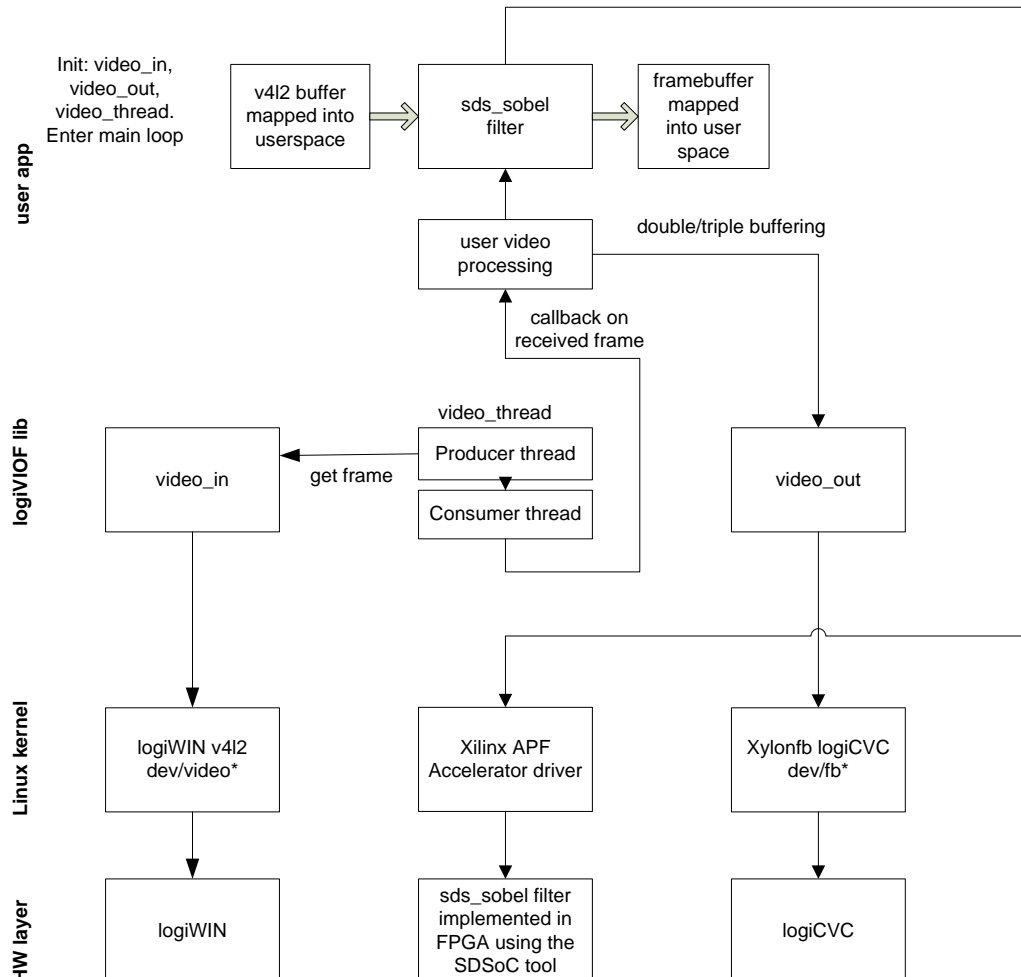 Init: video_in,
video_out,
video_thread.
Enter main loop
v4l2 buffer
mapped into
userspace
sds_sobel
filter
framebuffer
mapped
into user
space
user app
user video
processing
double/triple buffering
callback on
received frame
logiVIOF lib
video_in
get frame
video_thread
Producer thread
Consumer thread
video_out
Linux kernel
logiWIN v4l2
dev/video*
Xilinx APF
Accelerator driver
Xylonfb logiCVC
dev/fb*
HW layer
logiWIN
sds_sobel filter
implemented in
FPGA using the
SDSoC tool
logiCVC